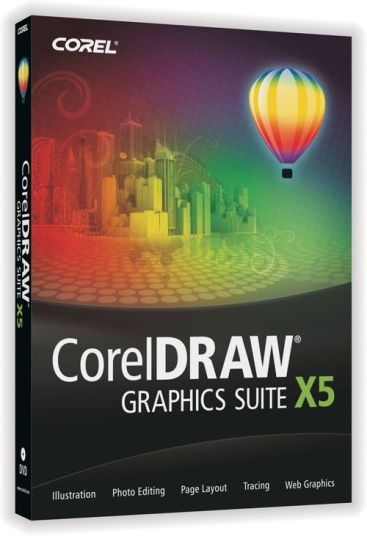 COREL®
CorelDRAW
GRAPHICS SUITE X5
DVD
CorelDRAW®
GRAPHICS SUITE X5
Illustration Photo Editing Page Layout Tracing Web Graphics